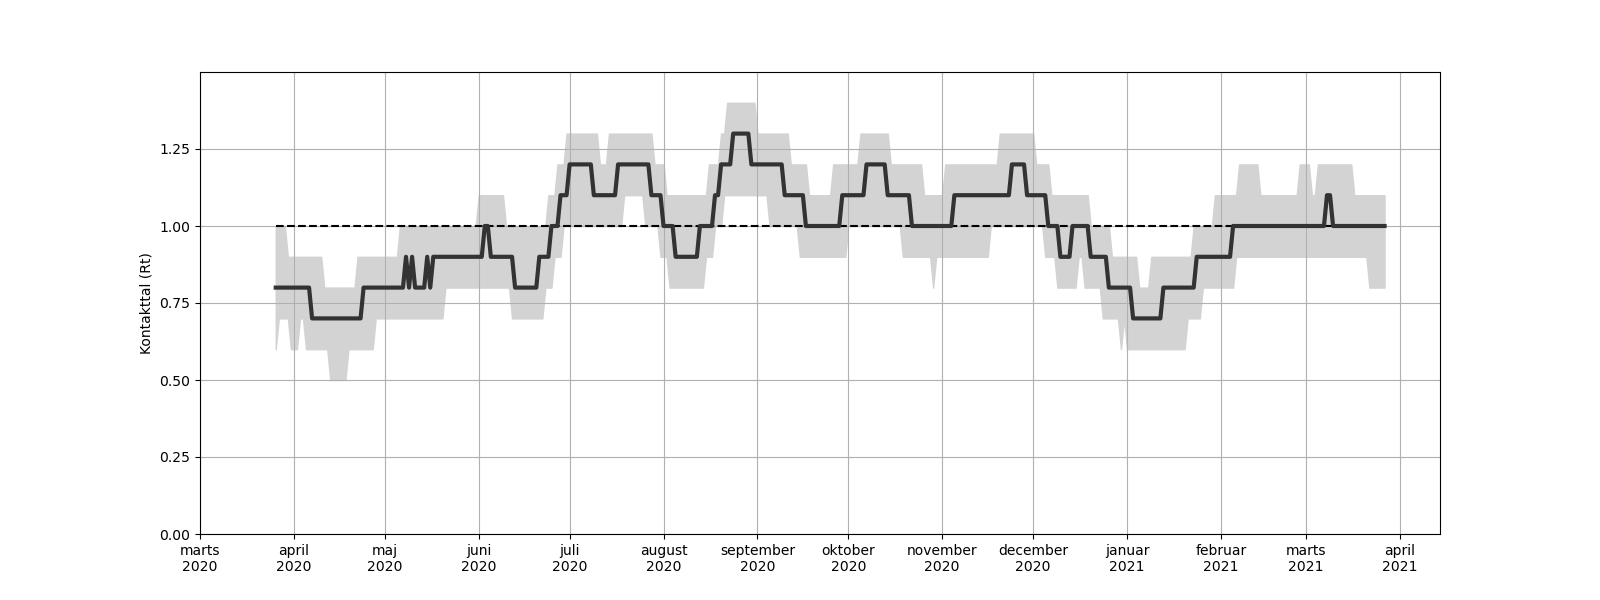 Kontakttal (Rt)
1.25
1.00
0.75
0.50
0.25
0.00
marts april maj juni juli august september oktober november december januar februar marts april
2020 2020 2020 2020 2020 2020 2020 2020 2020 2020 2021 2021 2021 2021